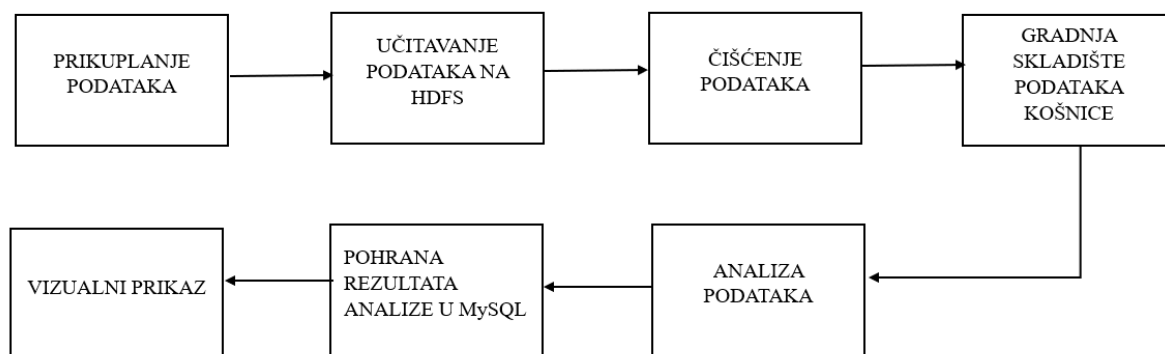 PRIKUPLANJE
PODATAKA
UČITAVANJE
PODATAKA NA
HDFS
ČIŠĆENJE
PODATAKA
GRADNJA
SKLADIŠTE
PODATAKA
KOŠNICE
ANALIZA
PODATAKA
POHRANA
REZULTATA
ANALIZE U MySQL
VIZUALNI PRIKAZ